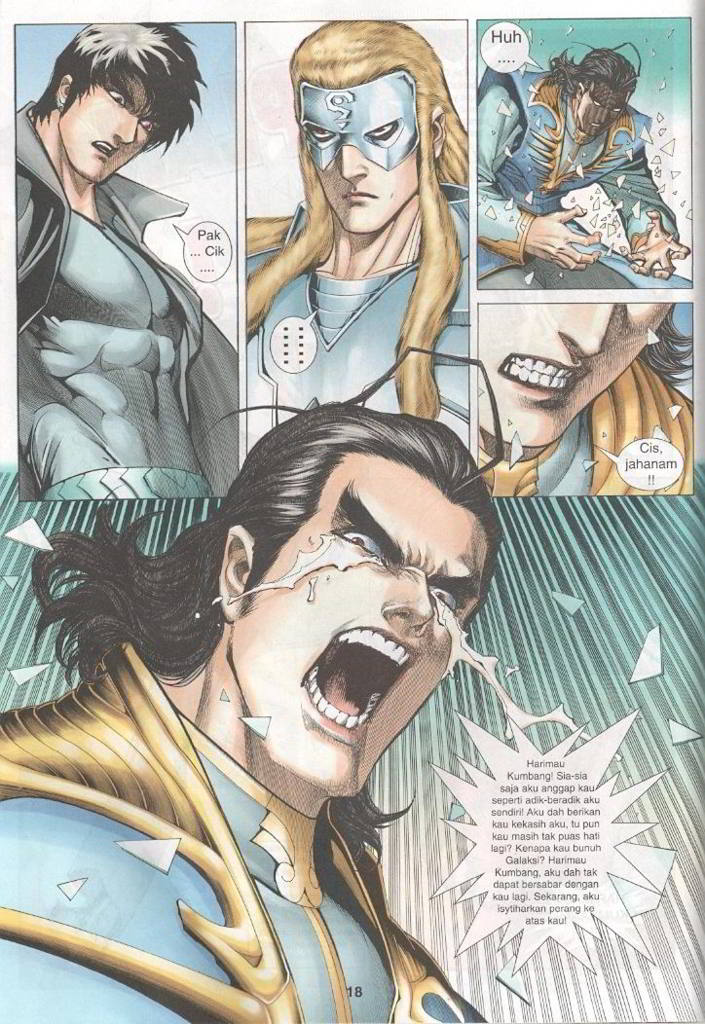 Pak
... Cik
....
......
Huh
....
Cis,
jahanam
!!
Harimau
Kumbang! Sia-sia
saja aku anggap kau
seperti adik-beradik aku
sendiri! Aku dah berikan
kau kekasih aku, tu pun
kau masih tak puas hati
lagi? Kenapa kau bunuh
Galaksi? Harimau
Kumbang, aku dah tak
dapat bersabar dengan
kau lagi. Sekarang, aku
isytiharkan perang ke
atas kau!
18